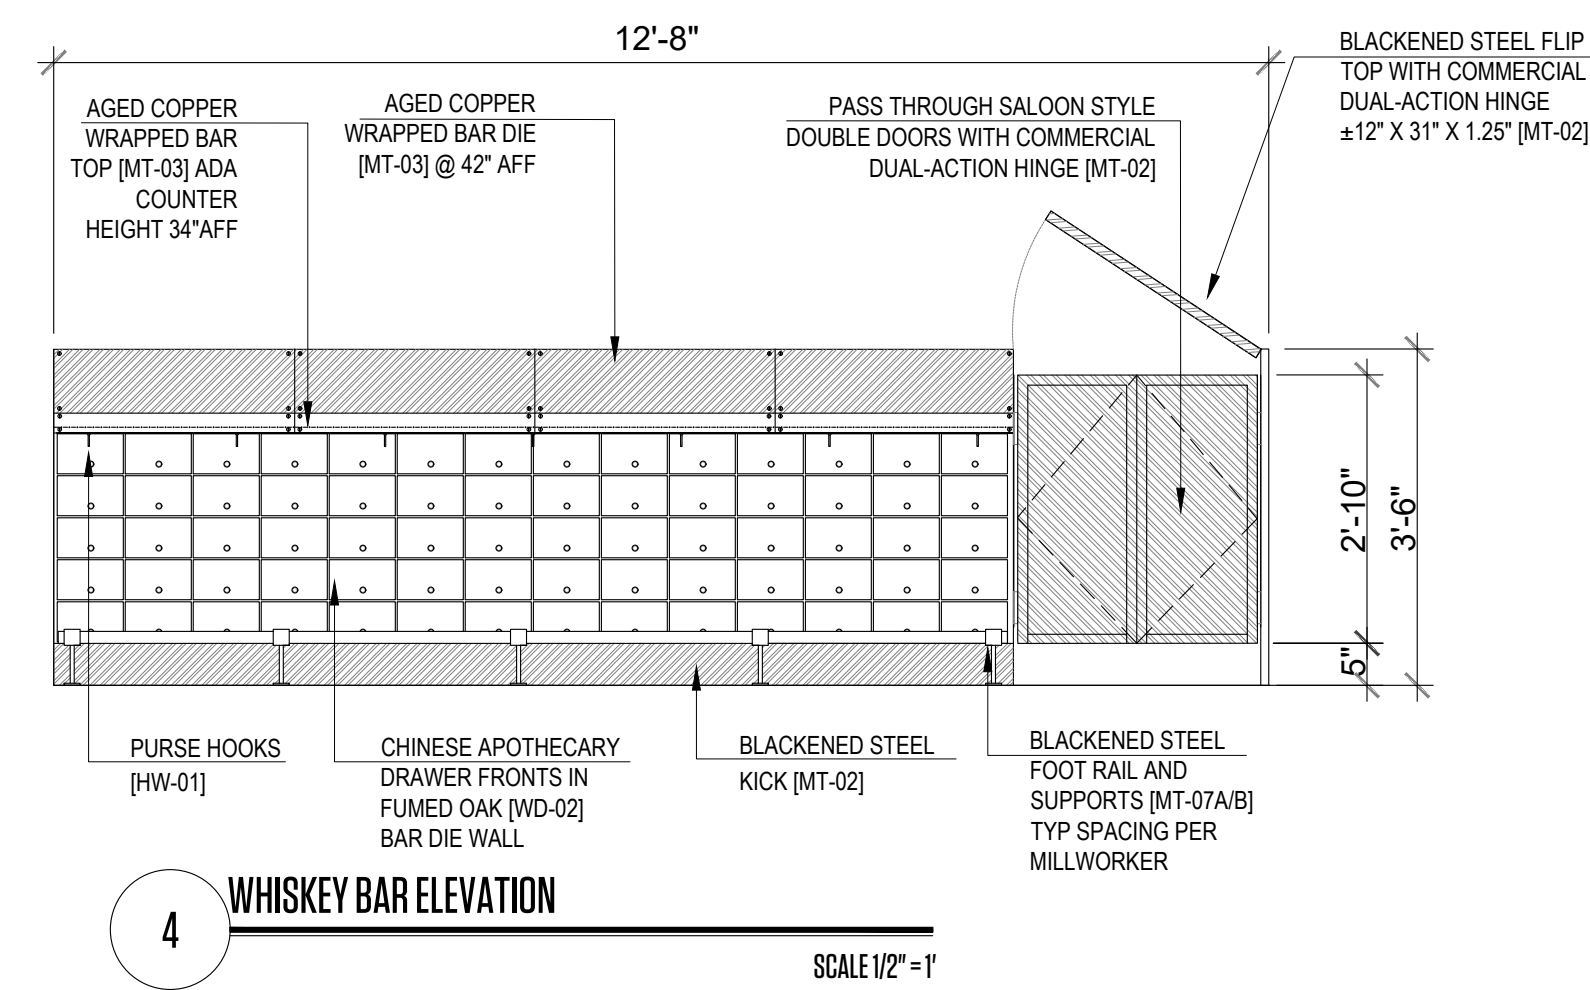 12'-8"
AGED COPPER
WRAPPED BAR
TOP [MT-03] ADA
COUNTER
HEIGHT 34"AFF
AGED COPPER
WRAPPED BAR DIE
[MT-03] @ 42" AFF
PASS THROUGH SALOON STYLE
DOUBLE DOORS WITH COMMERCIAL
DUAL-ACTION HINGE [MT-02]
BLACKENED STEEL FLIP
TOP WITH COMMERCIAL
DUAL-ACTION HINGE
±12" X 31" X 1.25" [MT-02]
2'-10"
3'-6"
5"
PURSE HOOKS
[HW-01]
CHINESE APOTHECARY
DRAWER FRONTS IN
FUMED OAK [WD-02]
BAR DIE WALL
BLACKENED STEEL
KICK [MT-02]
BLACKENED STEEL
FOOT RAIL AND
SUPPORTS [MT-07A/B]
TYP SPACING PER
MILLWORKER
4
WHISKEY BAR ELEVATION
SCALE 1/2" = 1'